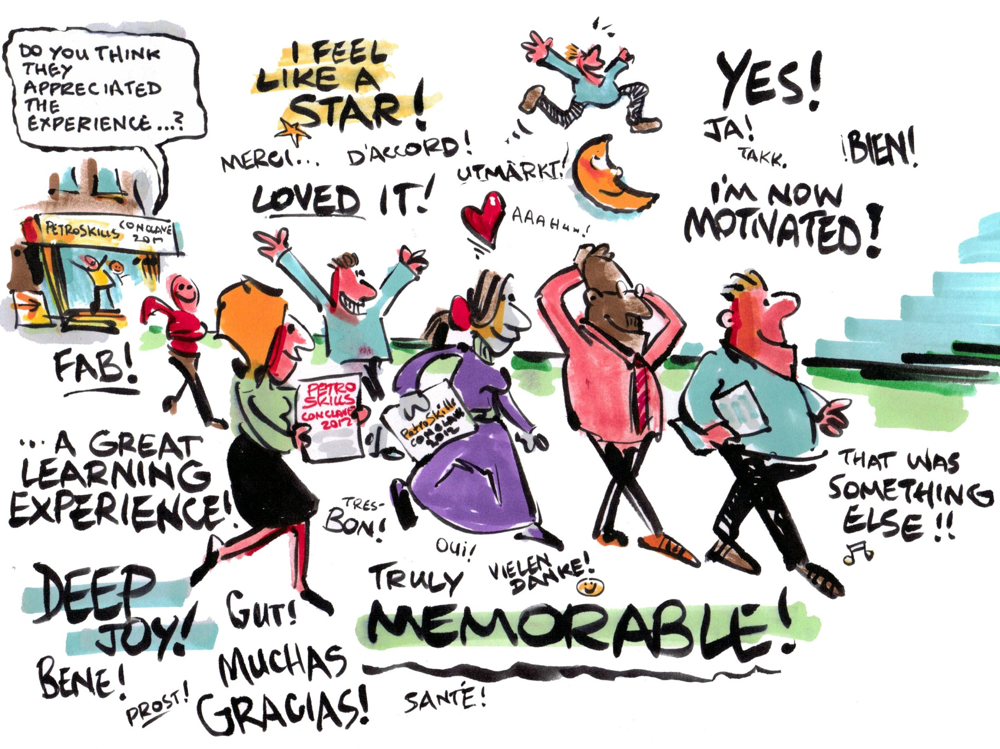 DO YOU THINK
THEY
APPRECIATED
THE
EXPERIENCE...?
I FEEL
LIKE A
STAR!
YES!
JA!
TAKK.
¡BIEN!
MERCI...
D'ACCORD!
UTMÄRKT!
LOVED IT!
AAAHHH!
I'M NOW
MOTIVATED!
PETROSKILLS
CONCLAVE
2017
FAB!
PETRO
SKILLS
CONCLAVE
2012
PetroSkills
CONCLAVE
2012
...A GREAT
LEARNING
EXPERIENCE!
THAT WAS
SOMETHING
ELSE!!
TRES-
BON!
OUi!
VIELEN
DANKE!
DEEP
JOY!
GUT!
TRULY
MEMORABLE!
BENE!
PROST!
MUCHAS
GRACIAS!
SANTÉ!